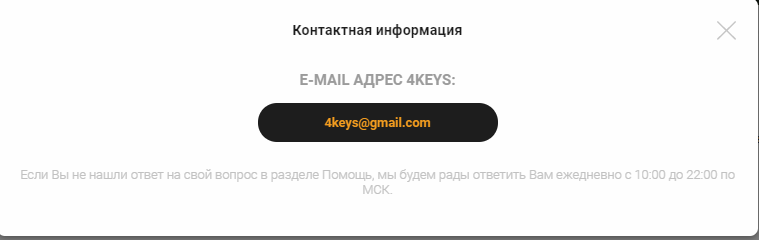 Контактная информация
E-MAIL АДРЕС 4KEYS:
4keys@gmail.com
Если Вы не нашли ответ на свой вопрос в разделе Помощь, мы будем рады ответить Вам ежедневно с 10:00 до 22:00 по
МСК.